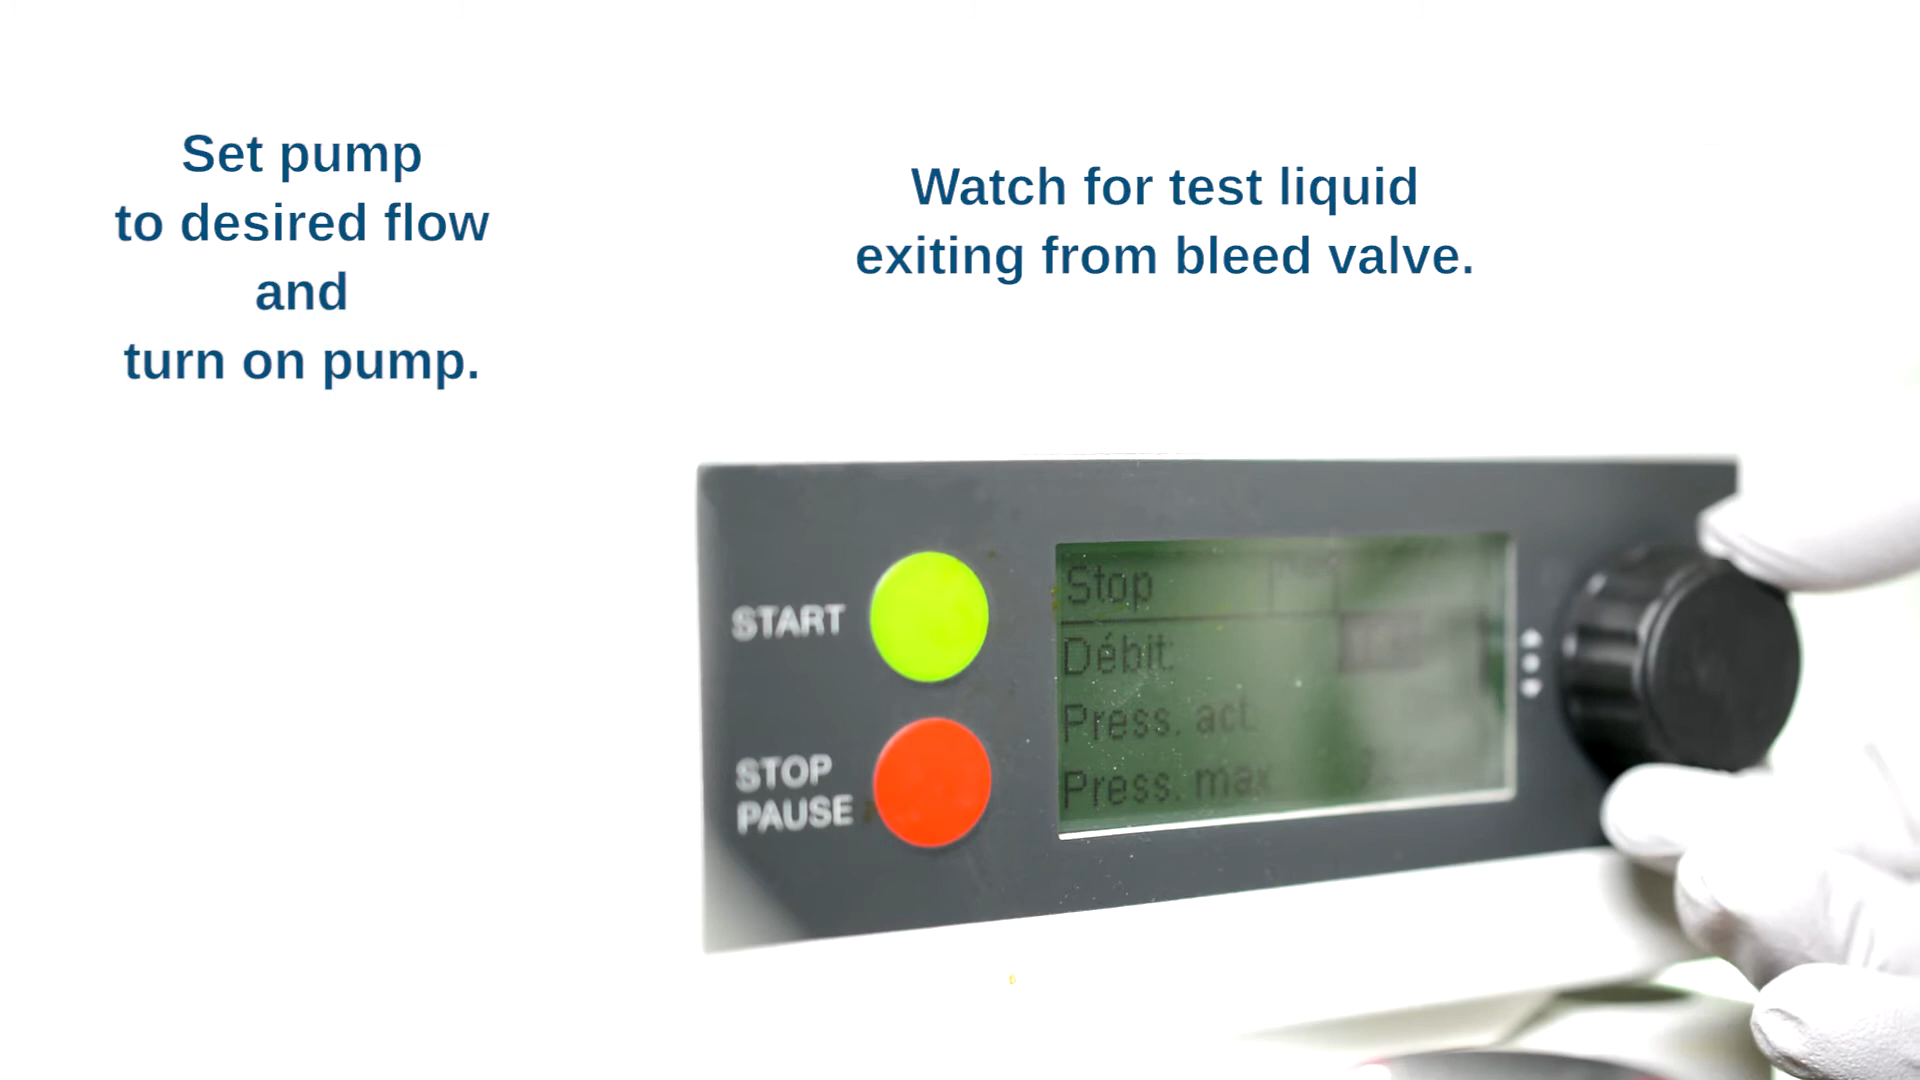 Set pump
to desired flow
and
turn on pump.
Watch for test liquid
exiting from bleed valve.
START
STOP
PAUSE
Stop
Débit:
Press. act
Press. max